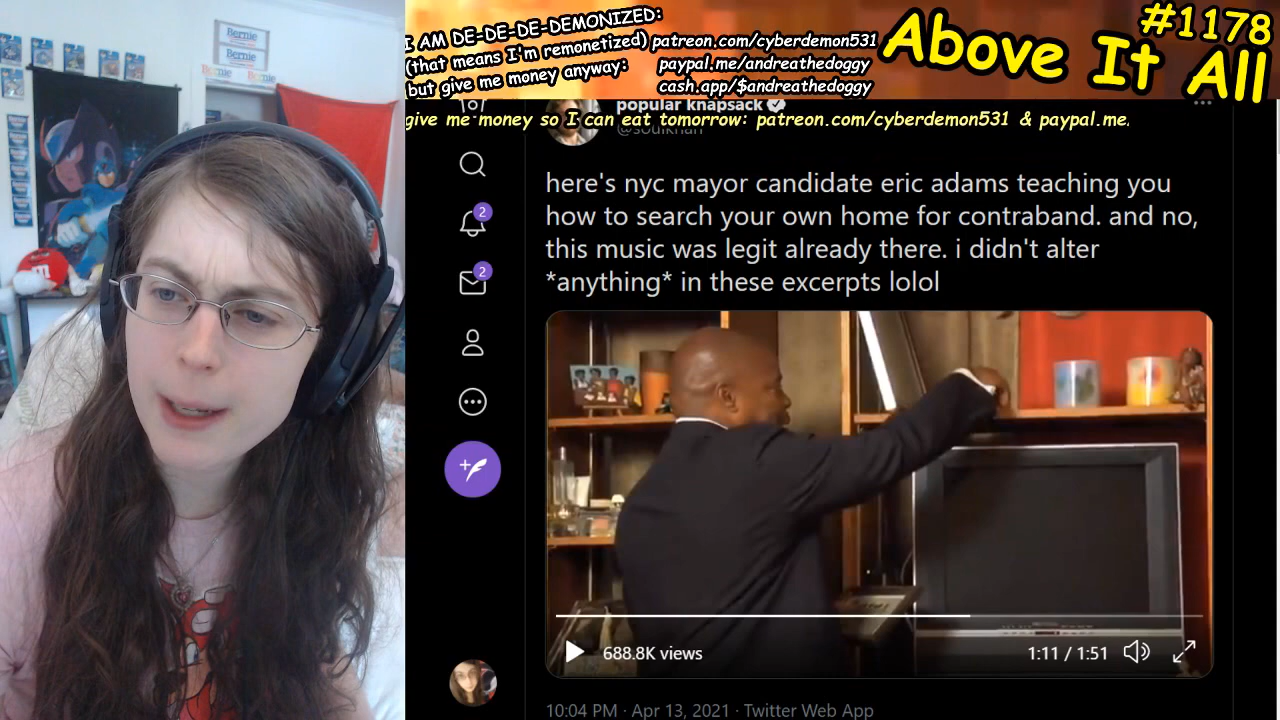 Bernie
Bernie
Bernie
Bernie
I AM DE-DE-DE-DEMONIZED:
(that means I'm remonetized)
but give me money anyway:
patreon.com/cyberdemon531
paypal.me/andreathedoggy
cash.app/$andreathedoggy
#1178
Above It All
popular knapsack
@soulkhan
give me money so I can eat tomorrow: patreon.com/cyberdemon531 & paypal.me
2
2
here's nyc mayor candidate eric adams teaching you
how to search your own home for contraband. and no,
this music was legit already there. i didn't alter
*anything* in these excerpts lolol
688.8K views
1:11 / 1:51
10:04 PM · Apr 13, 2021 · Twitter Web App